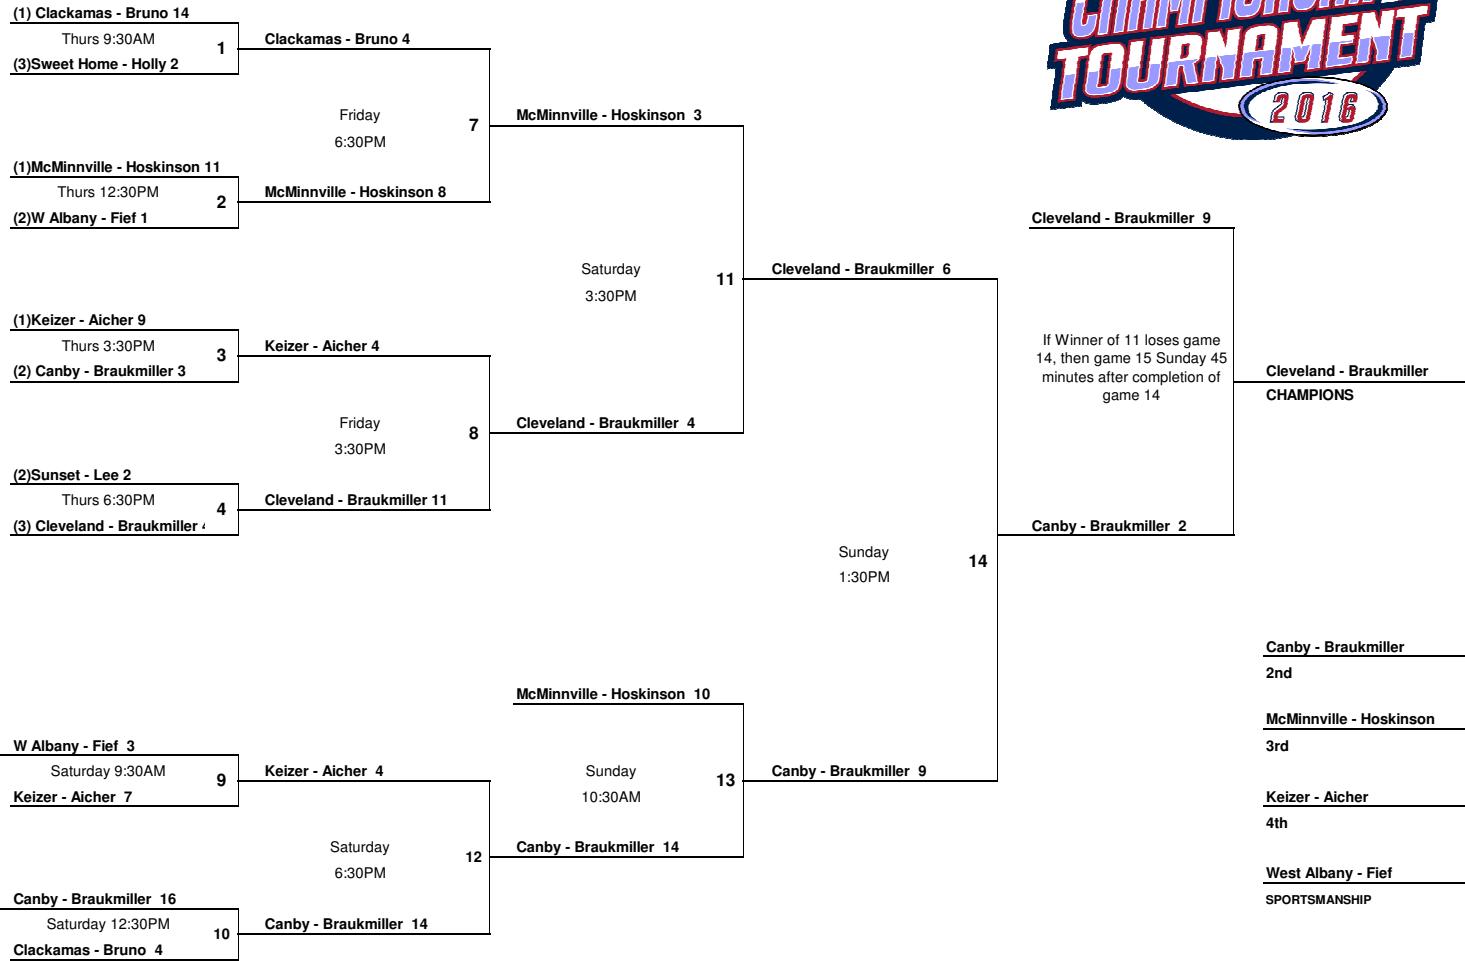 (1) Clackamas - Bruno 14
Thurs 9:30AM
1
(3)Sweet Home - Holly 2
Clackamas - Bruno 4
Friday
7
6:30PM
(1)McMinnville - Hoskinson 11
Thurs 12:30PM
2
(2)W Albany - Fief 1
McMinnville - Hoskinson 8
McMinnville - Hoskinson 3
TOURNAMENT
2016
(1)Keizer - Aicher 9
Thurs 3:30PM
3
(2) Canby - Braukmiller 3
Keizer - Aicher 4
Friday
8
3:30PM
(2)Sunset - Lee 2
Thurs 6:30PM
4
(3) Cleveland - Braukmiller
Cleveland - Braukmiller 11
Cleveland - Braukmiller 4
Saturday
11
3:30PM
Cleveland - Braukmiller 6
Sunday
14
1:30PM
Cleveland - Braukmiller 9
If Winner of 11 loses game
14, then game 15 Sunday 45
minutes after completion of
game 14
Canby - Braukmiller 2
Cleveland - Braukmiller
CHAMPIONS
McMinnville - Hoskinson 10
W Albany - Fief 3
Saturday 9:30AM
9
Keizer - Aicher 7
Keizer - Aicher 4
Saturday
12
6:30PM
Canby - Braukmiller 16
Saturday 12:30PM
10
Clackamas - Bruno 4
Canby - Braukmiller 14
Canby - Braukmiller 14
Sunday
13
10:30AM
Canby - Braukmiller 9
Canby - Braukmiller
2nd
McMinnville - Hoskinson
3rd
Keizer - Aicher
4th
West Albany - Fief
SPORTSMANSHIP